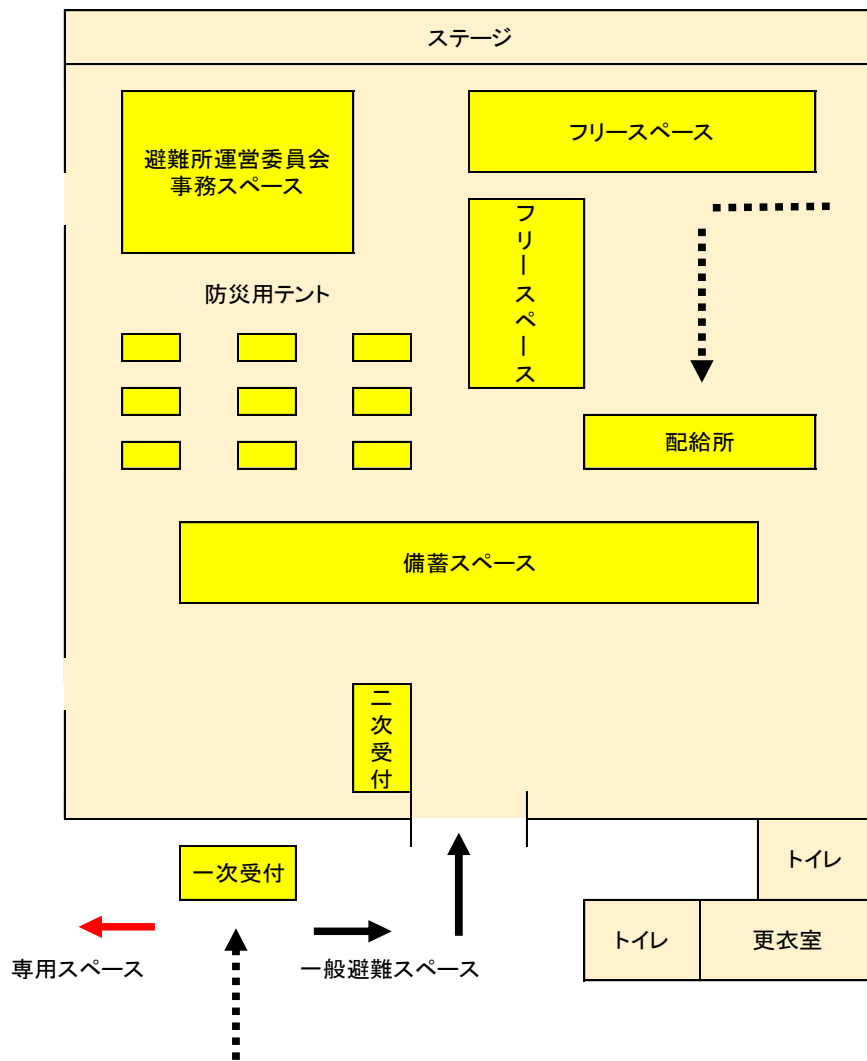 ステージ
避難所運営委員会
事務スペース
フリースペース
フリースペース
防災用テント
配給所
備蓄スペース
二次受付
一次受付
トイレ
専用スペース
一般避難スペース
トイレ
更衣室